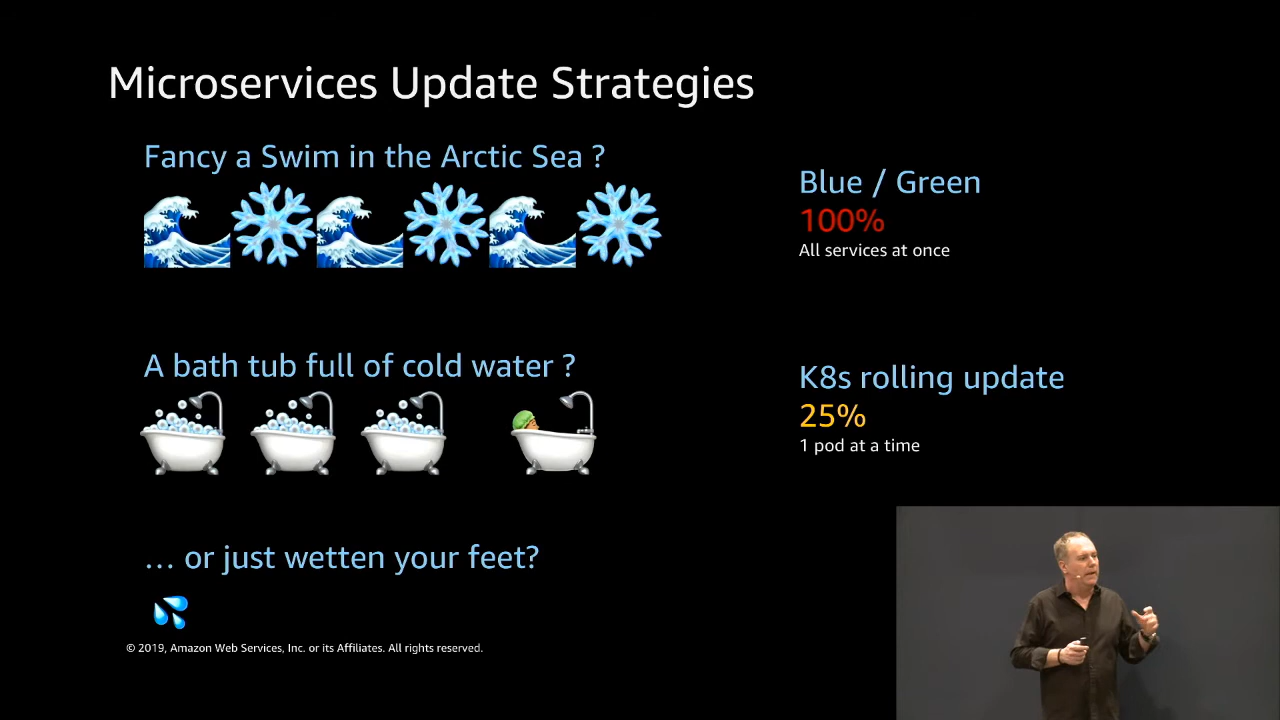 Microservices Update Strategies
Fancy a Swim in the Arctic Sea ?
Blue / Green
100%
All services at once
A bath tub full of cold water ?
K8s rolling update
25%
1 pod at a time
… or just wetten your feet?
© 2019, Amazon Web Services, Inc. or its Affiliates. All rights reserved.